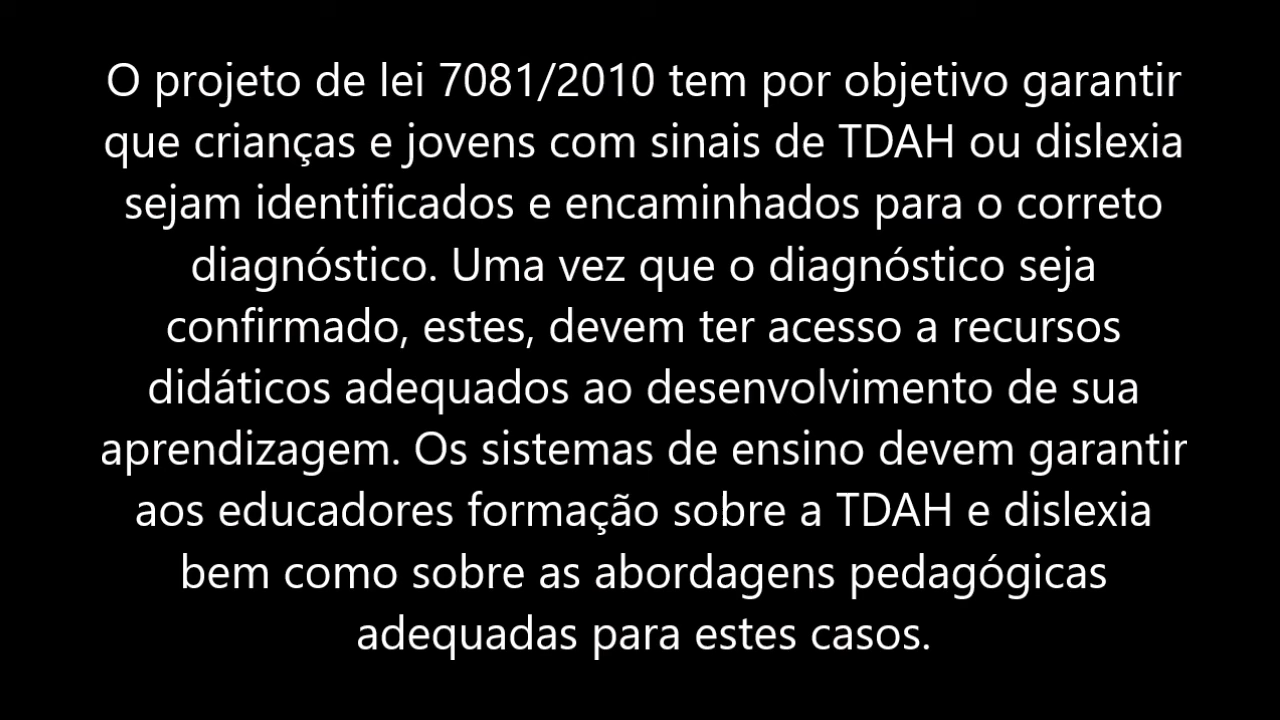 O projeto de lei 7081/2010 tem por objetivo garantir
que crianças e jovens com sinais de TDAH ou dislexia
sejam identificados e encaminhados para o correto
diagnóstico. Uma vez que o diagnóstico seja
confirmado, estes, devem ter acesso a recursos
didáticos adequados ao desenvolvimento de sua
aprendizagem. Os sistemas de ensino devem garantir
aos educadores formação sobre a TDAH e dislexia
bem como sobre as abordagens pedagógicas
adequadas para estes casos.